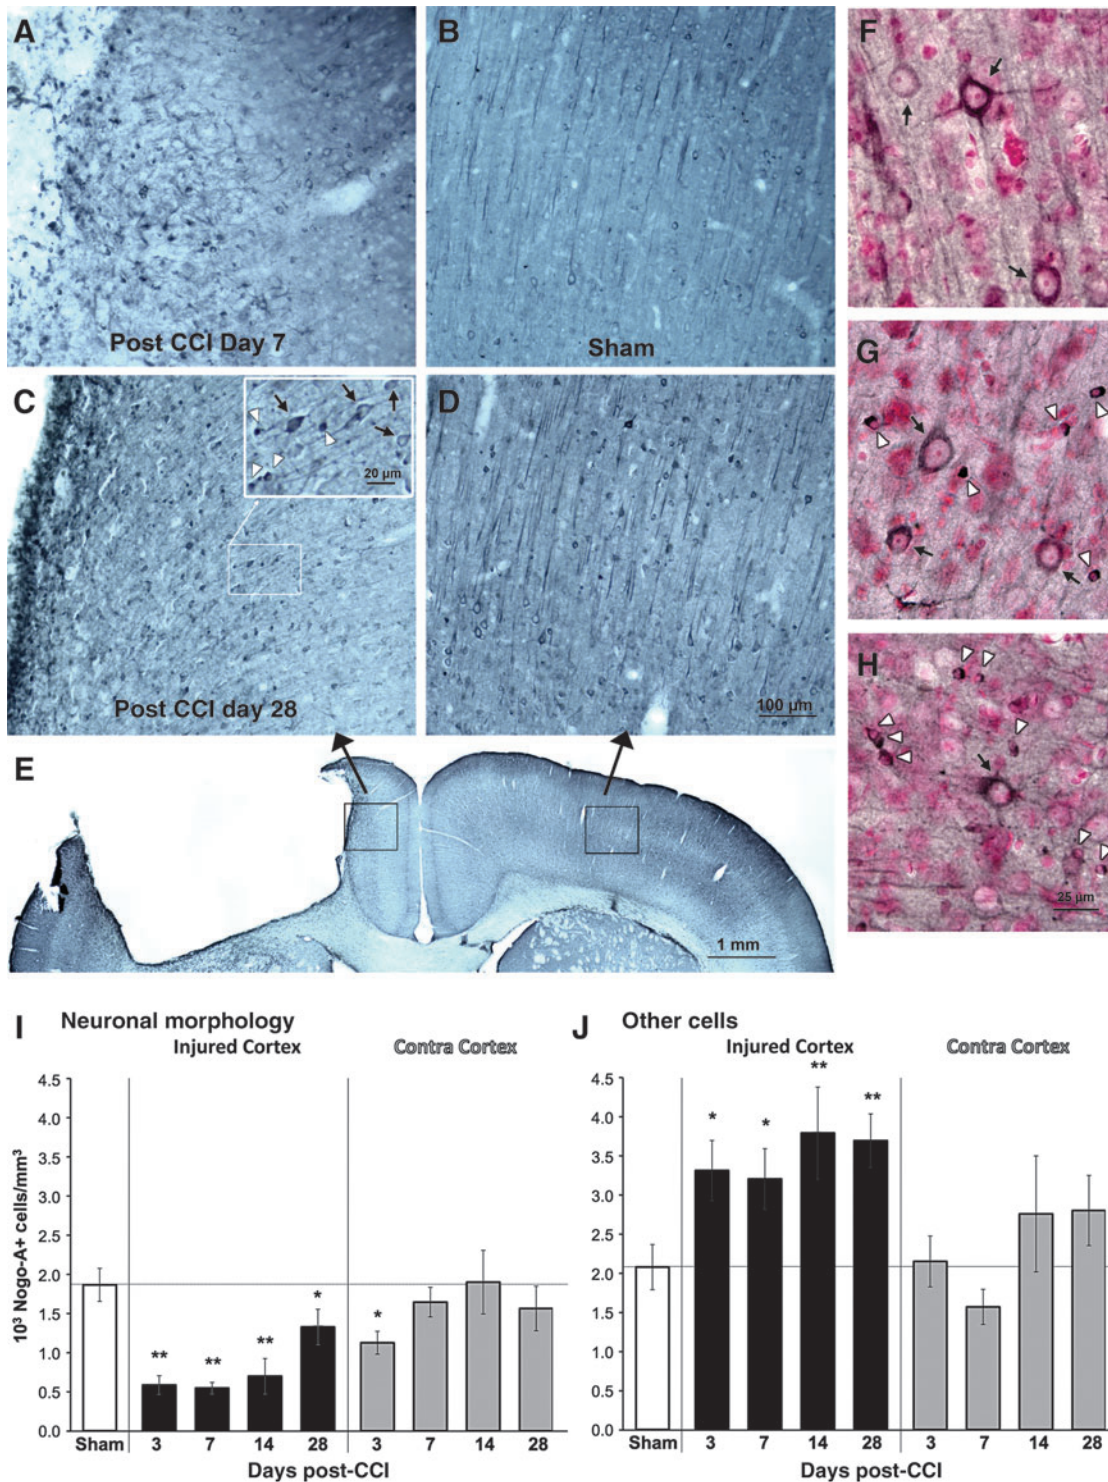 A
B
F
Post CCI Day 7
Sham
C
20 µm
D
G
Post CCI day 28
100 µm
H
25 µm
E
1 mm
I Neuronal morphology
Injured Cortex
Contra Cortex
4.5
4.0
3.5
3.0
2.5
2.0
1.5
1.0
0.5
0.0
10³ Nogo-A+ cells/mm³
**
**
**
*
*
Sham 3 7 14 28 3 7 14 28
Days post-CCI
J Other cells
Injured Cortex
Contra Cortex
4.5
4.0
3.5
3.0
2.5
2.0
1.5
1.0
0.5
0.0
*
*
**
**
Sham 3 7 14 28 3 7 14 28
Days post-CCI